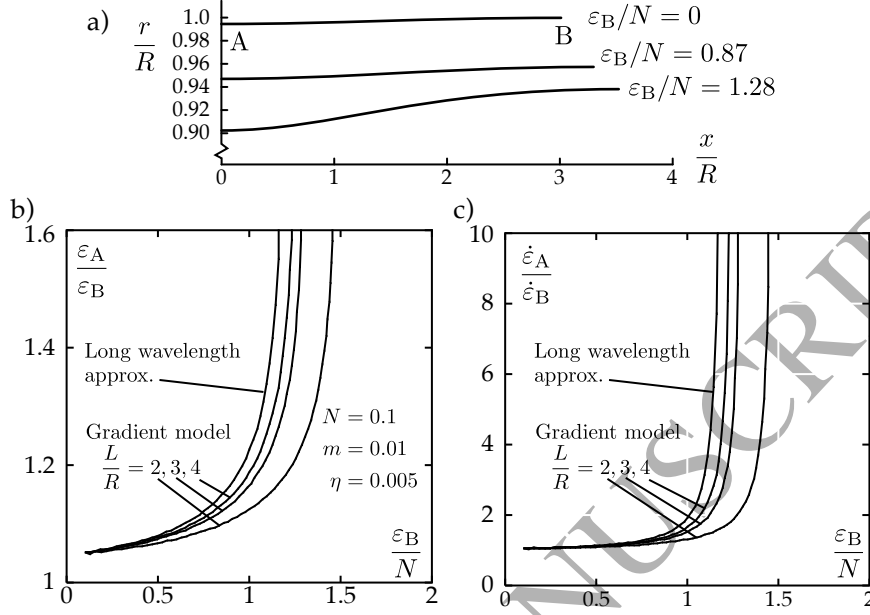 a)
r/R
1.0
0.98
0.96
0.94
0.92
0.90
A
B
ε_B/N = 0
ε_B/N = 0.87
ε_B/N = 1.28
x/R
0 1 2 3 4
b)
1.6
1.4
1.2
1
ε_A/ε_B
Long wavelength
approx.
Gradient model
L/R = 2, 3, 4
N = 0.1
m = 0.01
η = 0.005
ε_B/N
0 0.5 1 1.5 2
c)
10
8
6
4
2
0
ε̇_A/ε̇_B
Long wavelength
approx.
Gradient model
L/R = 2, 3, 4
ε_B/N
0 0.5 1 1.5 2
NUSCRIP